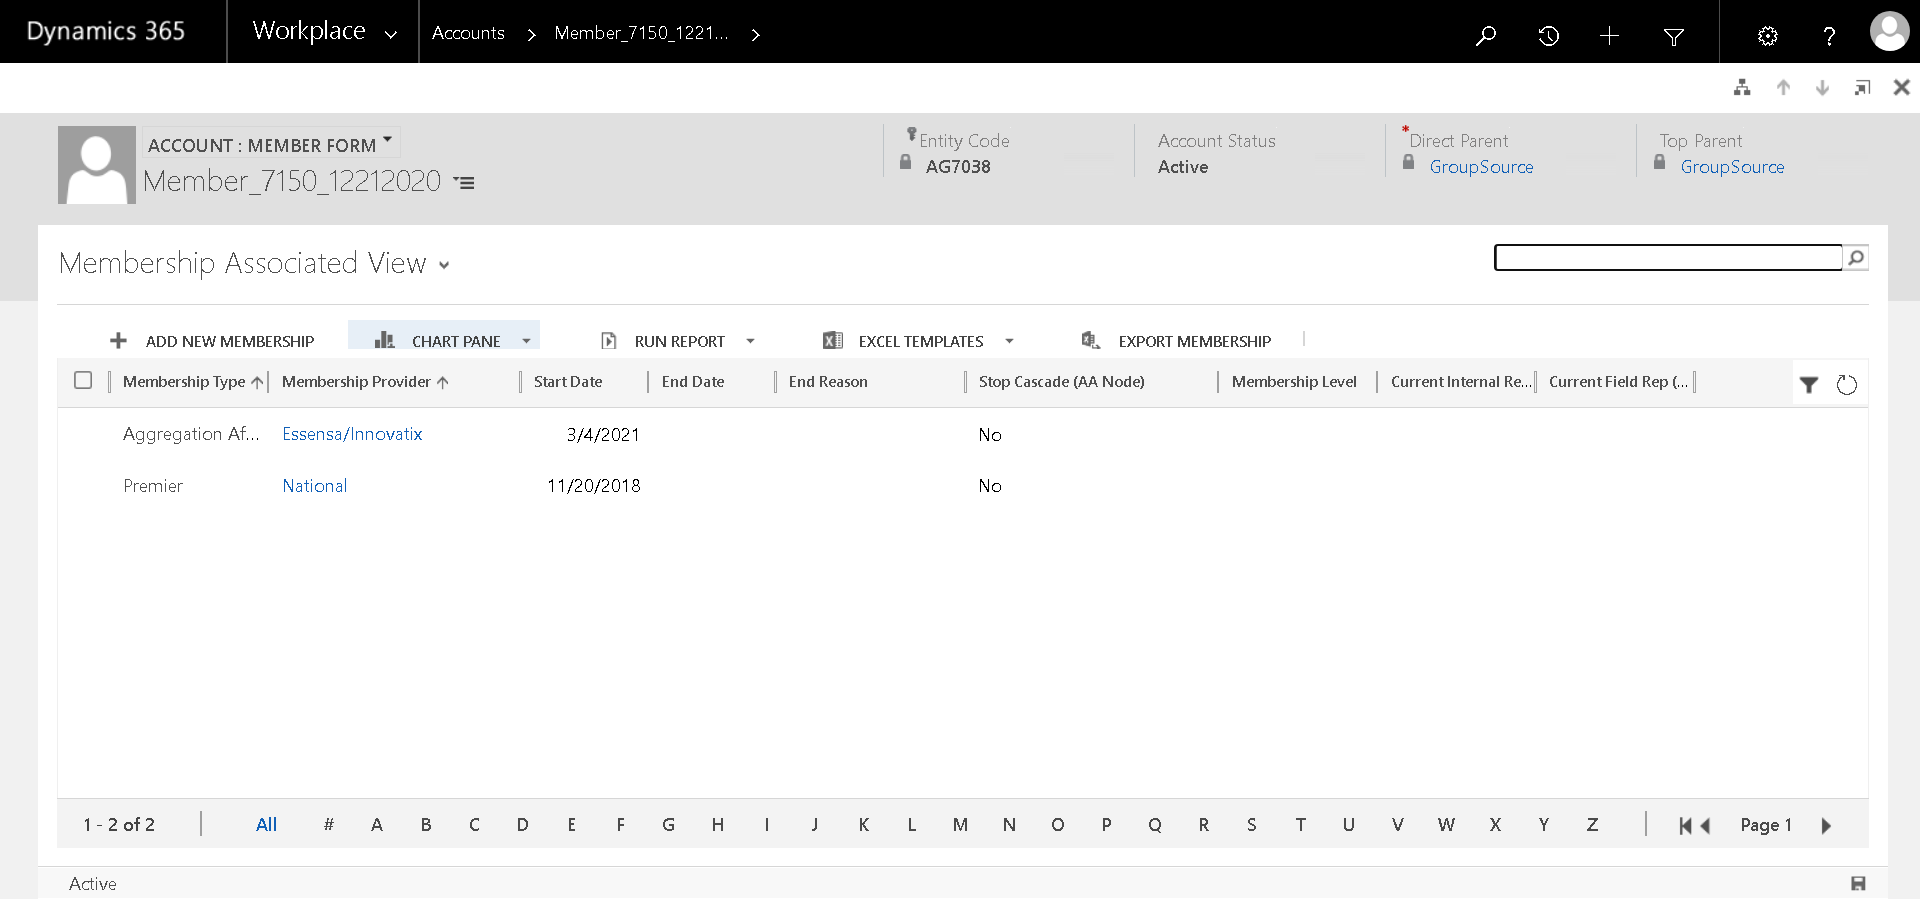 Dynamics 365 Workplace Accounts Member_7150_1221...
ACCOUNT : MEMBER FORM
Member_7150_12212020
Entity Code
AG7038
Account Status
Active
*Direct Parent
GroupSource
Top Parent
GroupSource
Membership Associated View
ADD NEW MEMBERSHIP CHART PANE RUN REPORT EXCEL TEMPLATES EXPORT MEMBERSHIP
Membership Type Membership Provider Start Date End Date End Reason Stop Cascade (AA Node) Membership Level Current Internal Re... Current Field Rep (...
Aggregation Af... Essensa/Innovatix 3/4/2021 No
Premier National 11/20/2018 No
1 - 2 of 2 All # A B C D E F G H I J K L M N O P Q R S T U V W X Y Z Page 1
Active